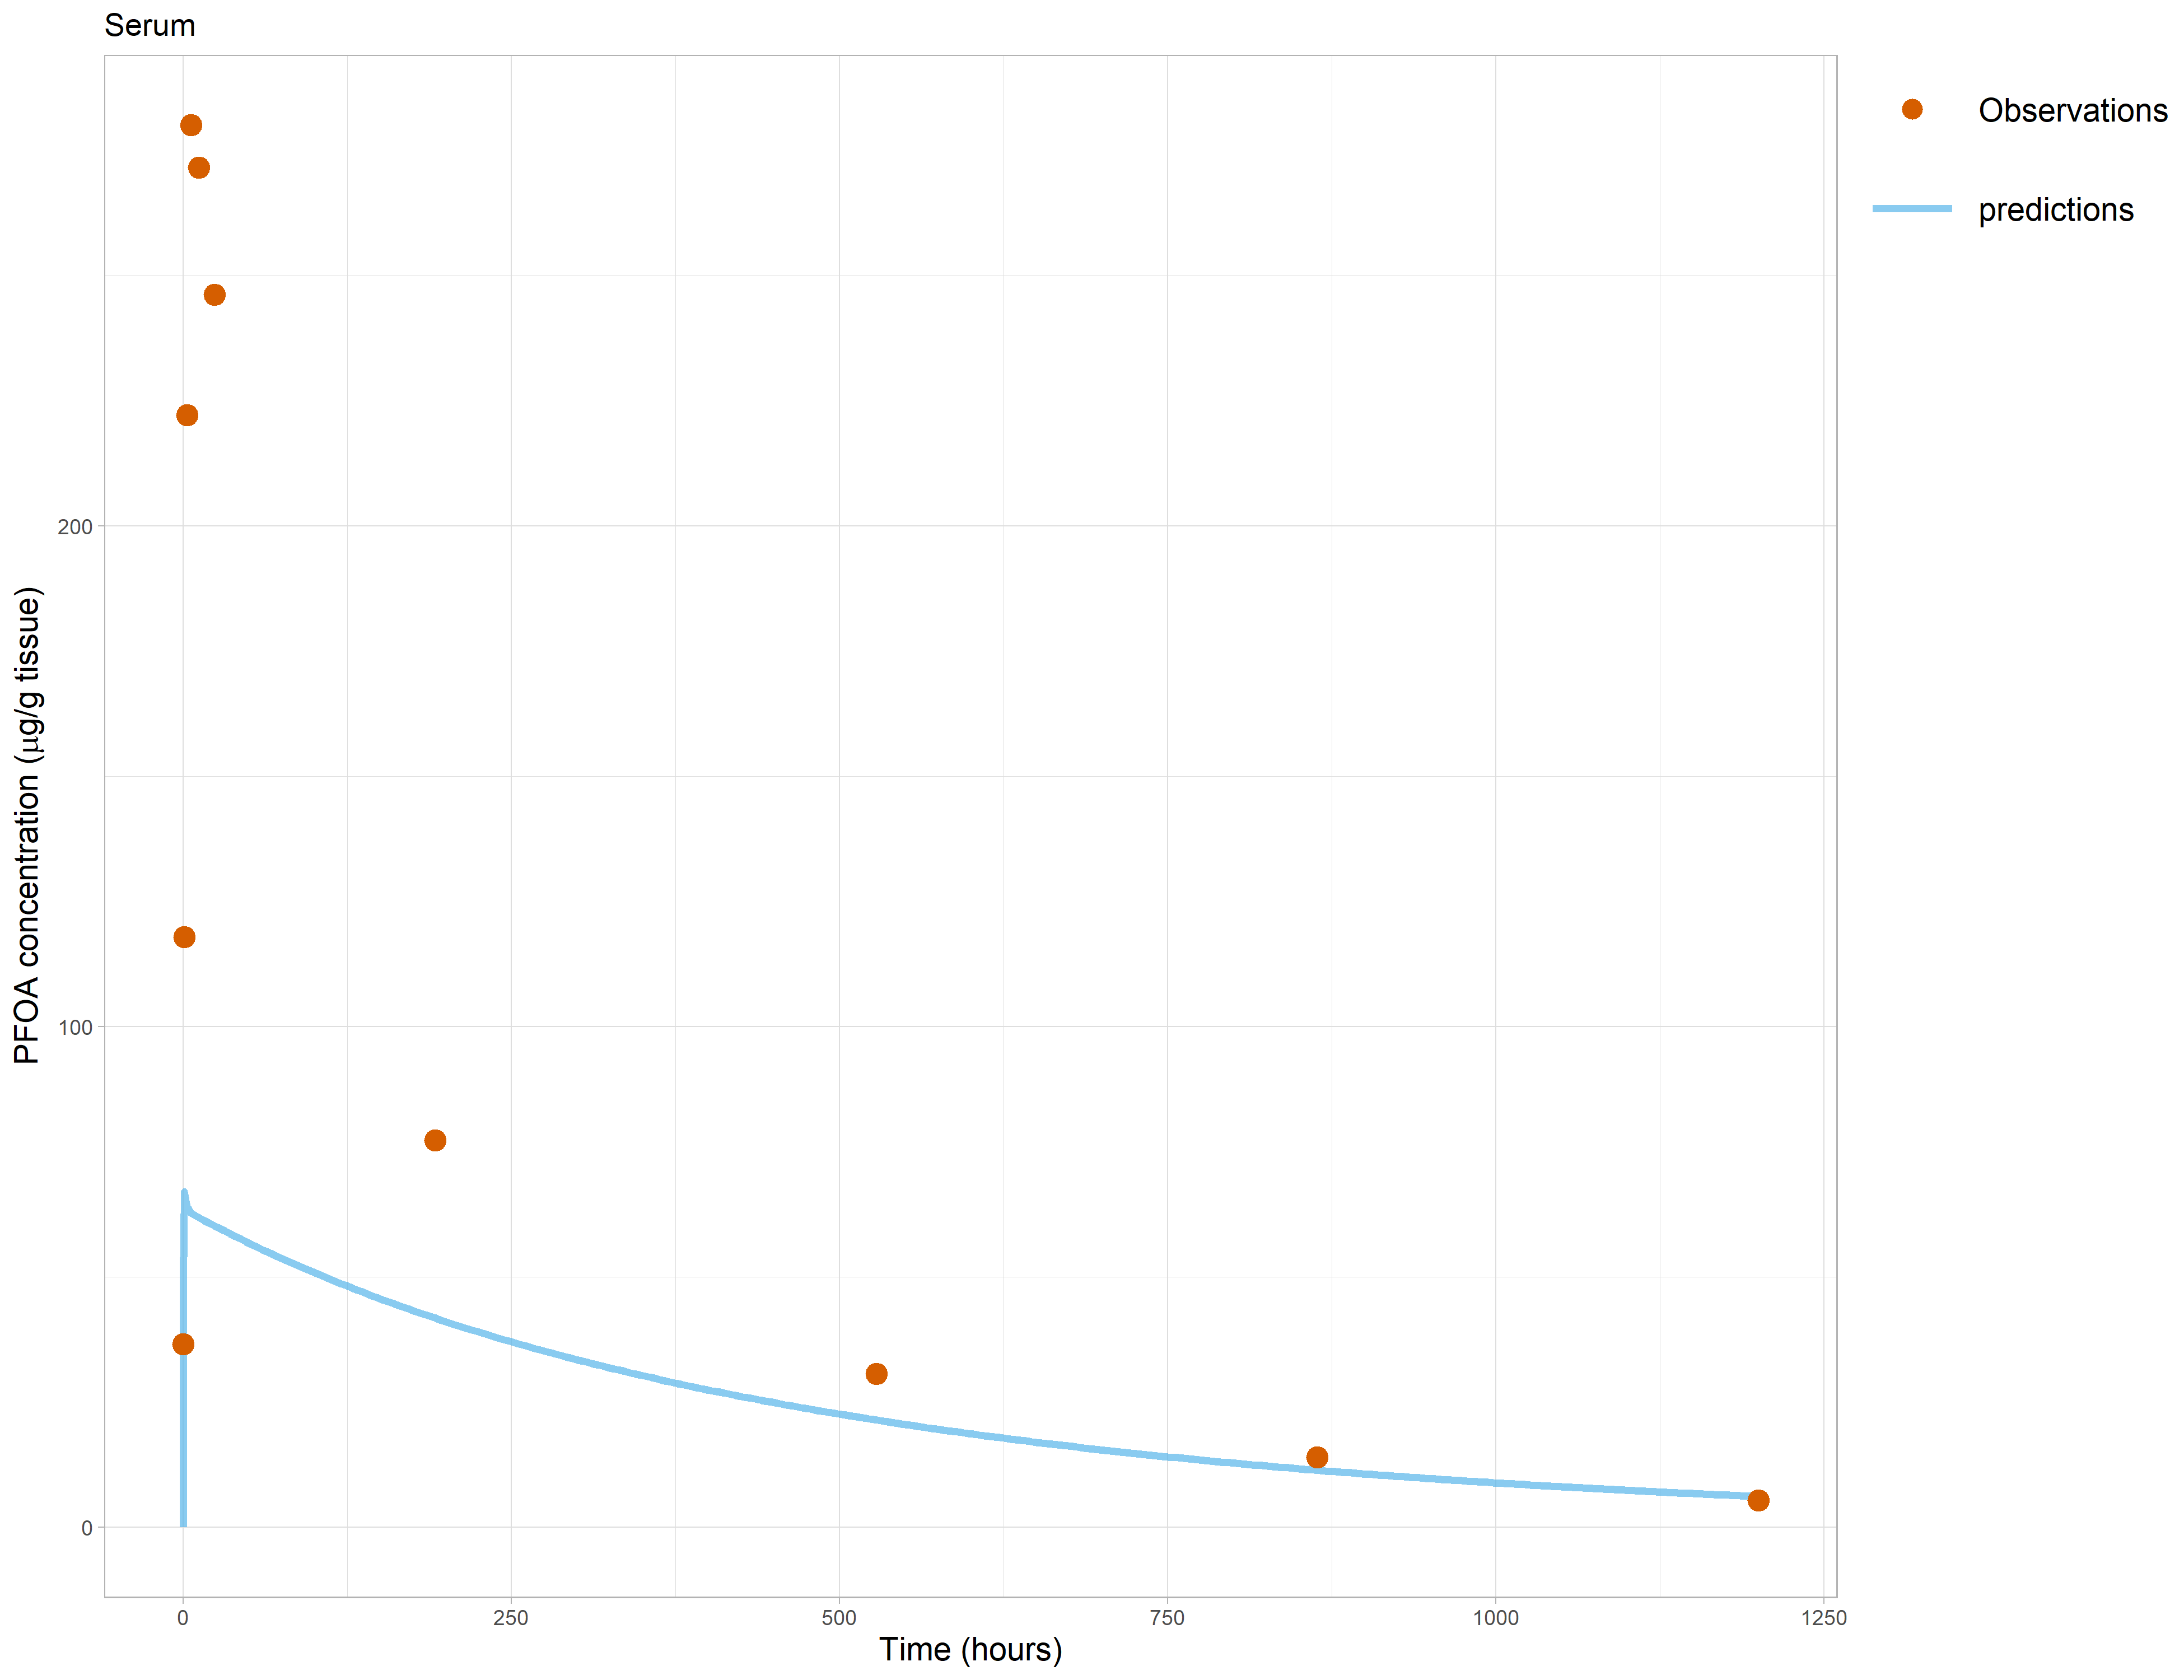 Serum
Observations
predictions
PFOA concentration (μg/g tissue)
200
100
0
0 250 500 750 1000 1250
Time (hours)